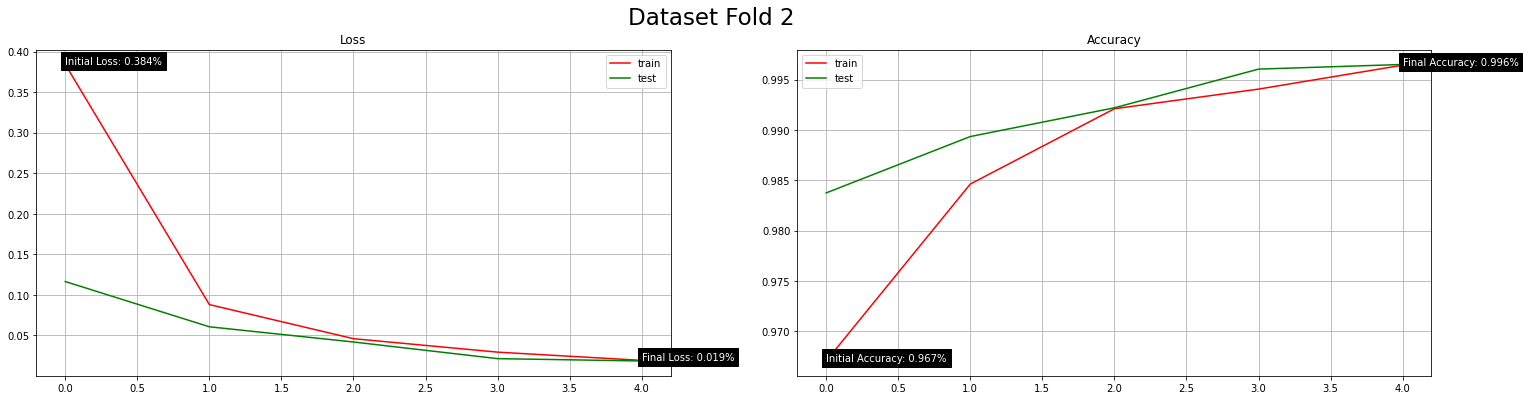 Dataset Fold 2
Loss
Initial Loss: 0.384%
train
test
0.40
0.35
0.30
0.25
0.20
0.15
0.10
0.05
Final Loss: 0.019%
0.0 0.5 1.0 1.5 2.0 2.5 3.0 3.5 4.0
Accuracy
train
test
Final Accuracy: 0.996%
0.995
0.990
0.985
0.980
0.975
0.970
Initial Accuracy: 0.967%
0.0 0.5 1.0 1.5 2.0 2.5 3.0 3.5 4.0